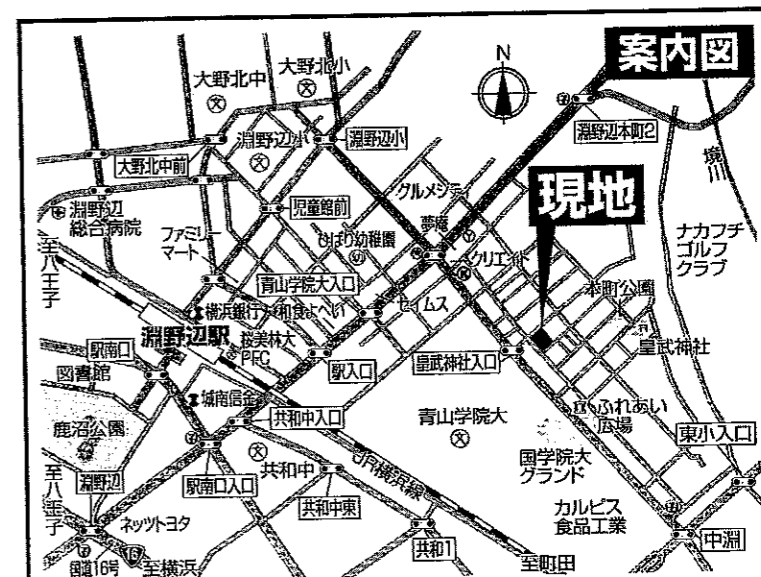 案内図
N
大野北中
大野北小
淵野辺小
淵野辺小
淵野辺本町2
大野北中前
グルメシティ
境川
現地
児童館前
淵野辺
総合病院
夢庵
ナカフチ
ゴルフ
クラブ
ファミリー
マート
ひばり幼稚園
クリエイト
至八王子
青山学院大入口
本町公園
横浜銀行
和食よへい
セイムス
淵野辺駅
桜美林大
PFC
皇武神社
駅南口
駅入口
皇武神社入口
図書館
城南信金
共和中入口
青山学院大
ふれあい
広場
鹿沼公園
東小入口
JR横浜線
国学院大
グランド
淵野辺
駅南口入口
共和中
共和中東
至八王子
ネッツトヨタ
カルピス
食品工業
共和1
中淵
国道16号
16
至横浜
至町田